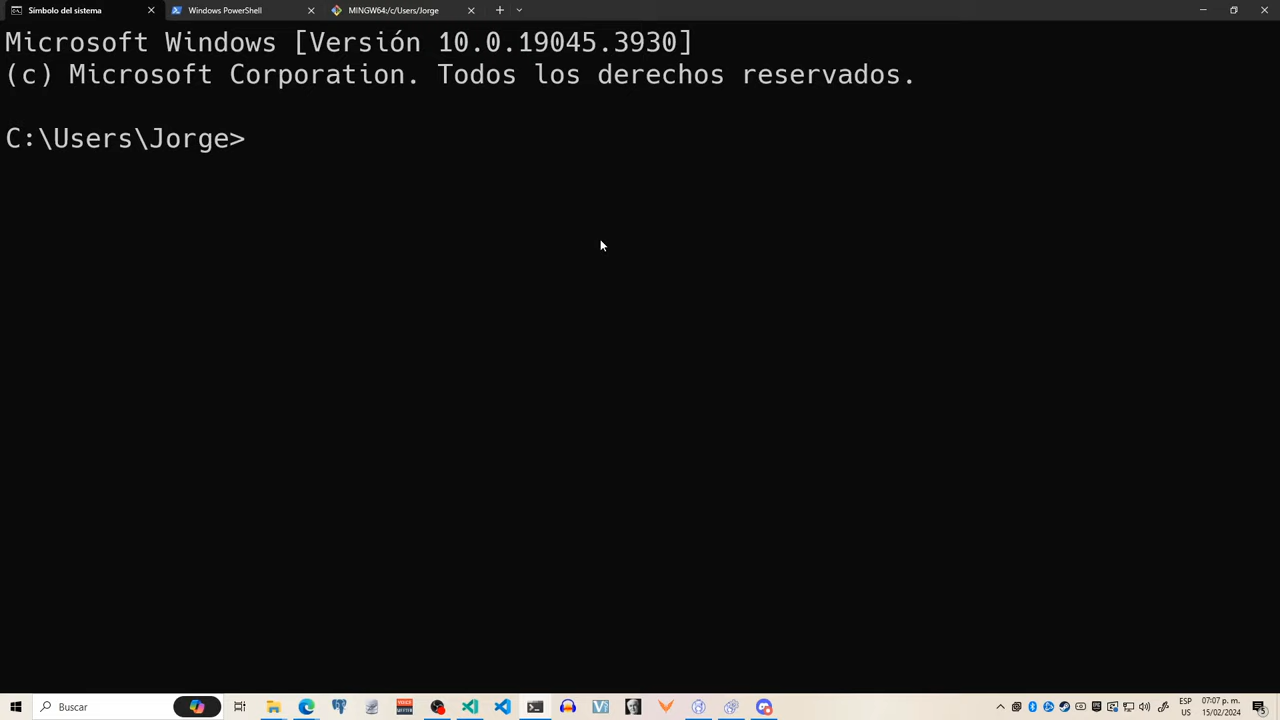 Símbolo del sistema
Windows PowerShell
MINGW64:/c/Users/Jorge
Microsoft Windows [Versión 10.0.19045.3930]
(c) Microsoft Corporation. Todos los derechos reservados.
C:\Users\Jorge>
Buscar
ESP
US
07:07 p. m.
15/02/2024